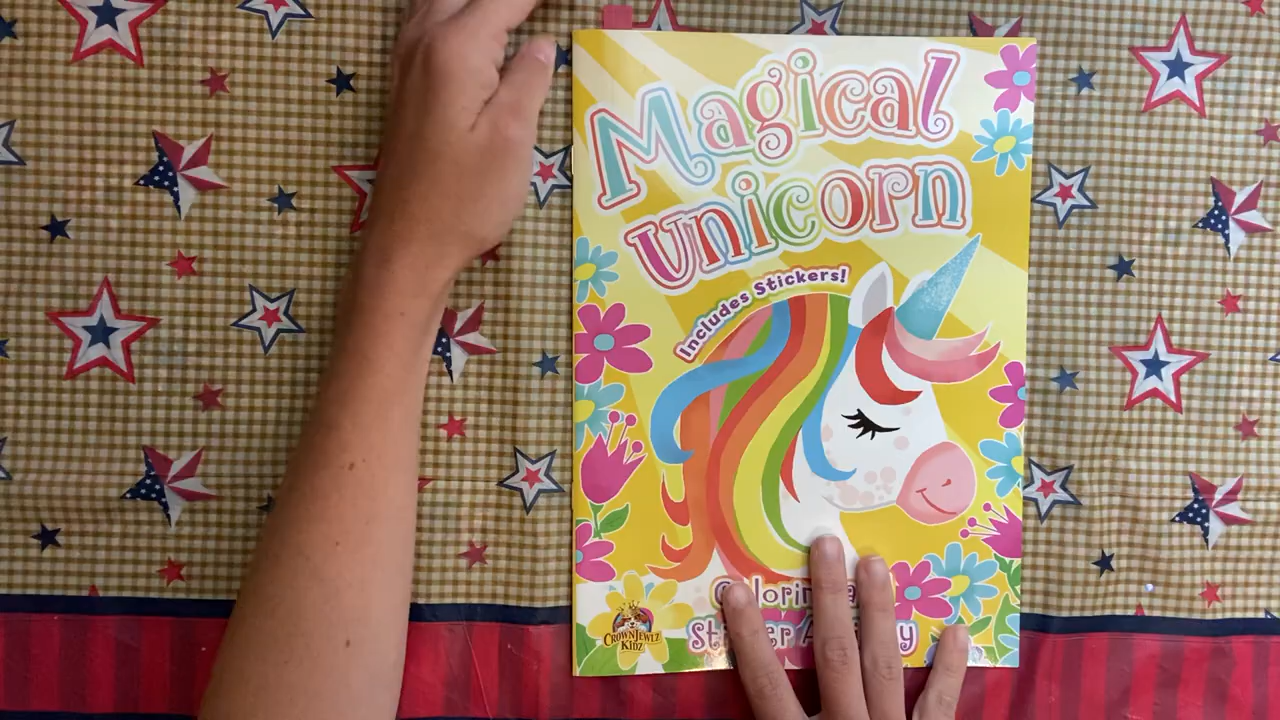 Magical
Unicorn
Includes Stickers!
Coloring
Sticker Activity
CROWNJEWLZ
KIDZ